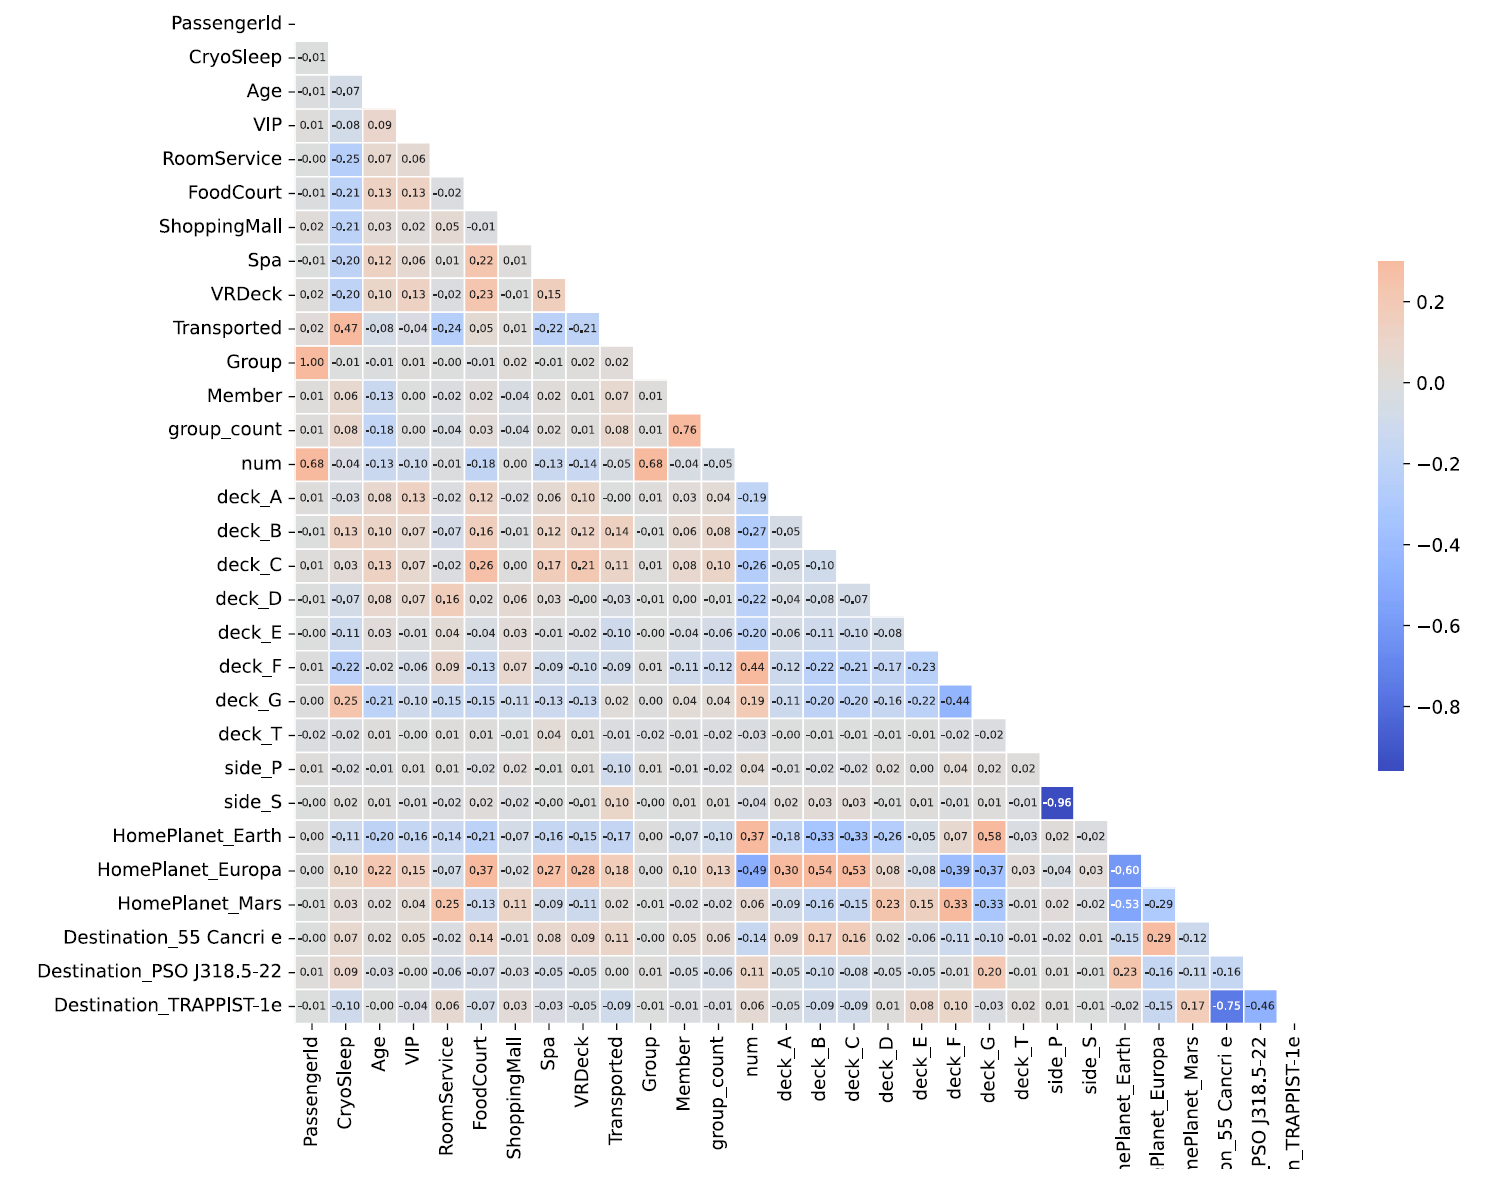 PassengerId
CryoSleep -0.01
Age -0.01 -0.07
VIP 0.01 -0.08 0.09
RoomService -0.00 -0.25 0.07 0.06
FoodCourt -0.01 -0.21 0.13 0.13 -0.02
ShoppingMall 0.02 -0.21 0.03 0.02 0.05 -0.01
Spa -0.01 -0.20 0.12 0.06 0.01 0.22 0.01
VRDeck 0.02 -0.20 0.10 0.13 -0.02 0.23 -0.01 0.15
Transported 0.02 0.47 -0.08 -0.04 -0.24 0.05 0.01 -0.22 -0.21
Group 1.00 -0.01 -0.01 0.01 -0.00 -0.01 0.02 -0.01 0.02 0.02
Member 0.01 0.06 -0.13 0.00 -0.02 0.02 -0.04 0.02 0.01 0.07 0.01
group_count 0.01 0.08 -0.18 0.00 -0.04 0.03 -0.04 0.02 0.01 0.08 0.01 0.76
num 0.68 -0.04 -0.13 -0.10 -0.01 -0.18 0.00 -0.13 -0.14 -0.05 0.68 -0.04 -0.05
deck_A 0.01 -0.03 0.08 0.13 -0.02 0.12 -0.02 0.06 0.10 -0.00 0.01 0.03 0.04 -0.19
deck_B -0.01 0.13 0.10 0.07 -0.07 0.16 -0.01 0.12 0.12 0.14 -0.01 0.06 0.08 -0.27 -0.05
deck_C 0.01 0.03 0.13 0.07 -0.02 0.26 0.00 0.17 0.21 0.11 0.01 0.08 0.10 -0.26 -0.05 -0.10
deck_D -0.01 -0.07 0.08 0.07 0.16 0.02 0.06 0.03 -0.00 -0.03 -0.01 0.00 -0.01 -0.22 -0.04 -0.08 -0.07
deck_E -0.00 -0.11 0.03 -0.01 0.04 -0.04 0.03 -0.01 -0.02 -0.10 -0.00 -0.04 -0.06 -0.20 -0.06 -0.11 -0.10 -0.08
deck_F 0.01 -0.22 -0.02 -0.06 0.09 -0.13 0.07 -0.09 -0.10 -0.09 0.01 -0.11 -0.12 0.44 -0.12 -0.22 -0.21 -0.17 -0.23
deck_G 0.00 0.25 -0.21 -0.10 -0.15 -0.15 -0.11 -0.13 -0.13 0.02 0.00 0.04 0.04 0.19 -0.11 -0.20 -0.20 -0.16 -0.22 -0.44
deck_T -0.02 -0.02 0.01 -0.00 0.01 0.01 -0.01 0.04 0.01 -0.01 -0.02 -0.01 -0.02 -0.03 -0.00 -0.01 -0.01 -0.01 -0.01 -0.02 -0.02
side_P 0.01 -0.02 -0.01 0.01 0.01 -0.02 0.02 -0.01 0.01 -0.10 0.01 -0.01 -0.02 0.04 -0.01 -0.02 -0.02 0.02 0.00 0.04 0.02 0.02
side_S -0.00 0.02 0.01 -0.01 -0.02 0.02 -0.02 -0.00 -0.01 0.10 -0.00 0.01 0.01 -0.04 0.02 0.03 0.03 -0.01 0.01 -0.01 0.01 -0.01 -0.96
HomePlanet_Earth 0.00 -0.11 -0.20 -0.16 -0.14 -0.21 -0.07 -0.16 -0.15 -0.17 0.00 -0.07 -0.10 0.37 -0.18 -0.33 -0.33 -0.26 -0.05 0.07 0.58 -0.03 0.02 -0.02
HomePlanet_Europa 0.00 0.10 0.22 0.15 -0.07 0.37 -0.02 0.27 0.28 0.18 0.00 0.10 0.13 -0.49 0.30 0.54 0.53 0.08 -0.08 -0.39 -0.37 0.03 -0.04 0.03 -0.60
HomePlanet_Mars -0.01 0.03 0.02 0.04 0.25 -0.13 0.11 -0.09 -0.11 0.02 -0.01 -0.02 -0.02 0.06 -0.09 -0.16 -0.15 0.23 0.15 0.33 -0.33 -0.01 0.02 -0.02 -0.53 -0.29
Destination_55 Cancri e -0.00 0.07 0.02 0.05 -0.02 0.14 -0.01 0.08 0.09 0.11 -0.00 0.05 0.06 -0.14 0.09 0.17 0.16 0.02 -0.06 -0.11 -0.10 -0.01 -0.02 0.01 -0.15 0.29 -0.12
Destination_PSO J318.5-22 0.01 0.09 -0.03 -0.00 -0.06 -0.07 -0.03 -0.05 -0.05 0.00 0.01 -0.05 -0.06 0.11 -0.05 -0.10 -0.08 -0.05 -0.05 -0.01 0.20 -0.01 0.01 -0.01 0.23 -0.16 -0.11 -0.16
Destination_TRAPPIST-1e -0.01 -0.10 -0.00 -0.04 0.06 -0.07 0.03 -0.03 -0.05 -0.09 -0.01 -0.01 -0.01 0.06 -0.05 -0.09 -0.09 0.01 0.08 0.10 -0.03 0.02 0.01 -0.01 -0.02 -0.15 0.17 -0.75 -0.46
PassengerId
CryoSleep
Age
VIP
RoomService
FoodCourt
ShoppingMall
Spa
VRDeck
Transported
Group
Member
group_count
num
deck_A
deck_B
deck_C
deck_D
deck_E
deck_F
deck_G
deck_T
side_P
side_S
mePlanet_Earth
Planet_Europa
mePlanet_Mars
on_55 Cancri e
PSO J318.5-22
n_TRAPPIST-1e
0.2
0.0
−0.2
−0.4
−0.6
−0.8